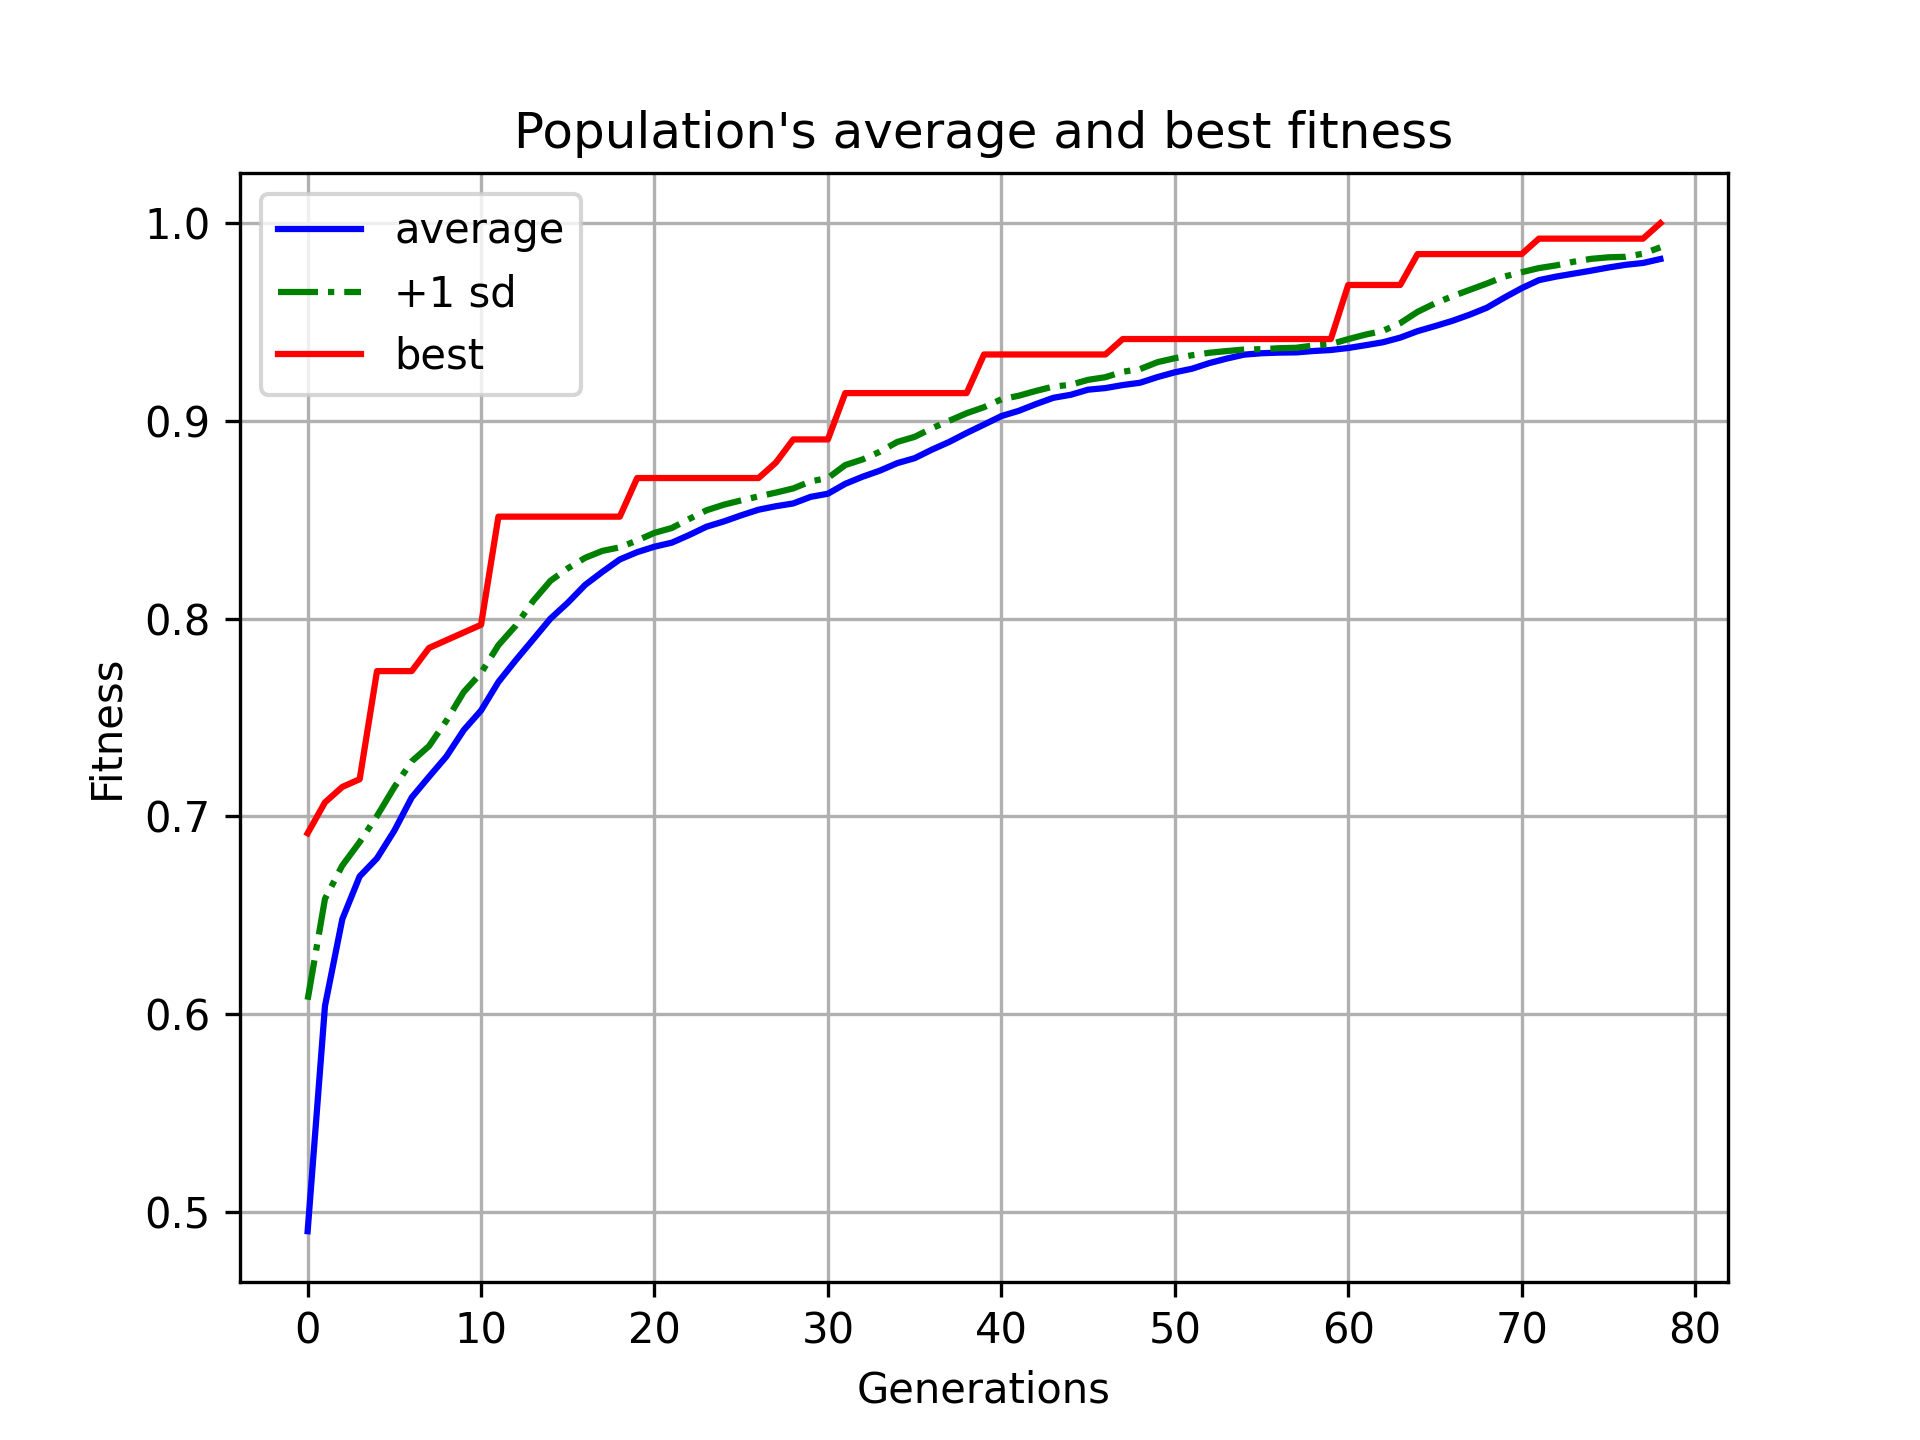 Population's average and best fitness
average
+1 sd
best
1.0
0.9
0.8
0.7
0.6
0.5
Fitness
0 10 20 30 40 50 60 70 80
Generations